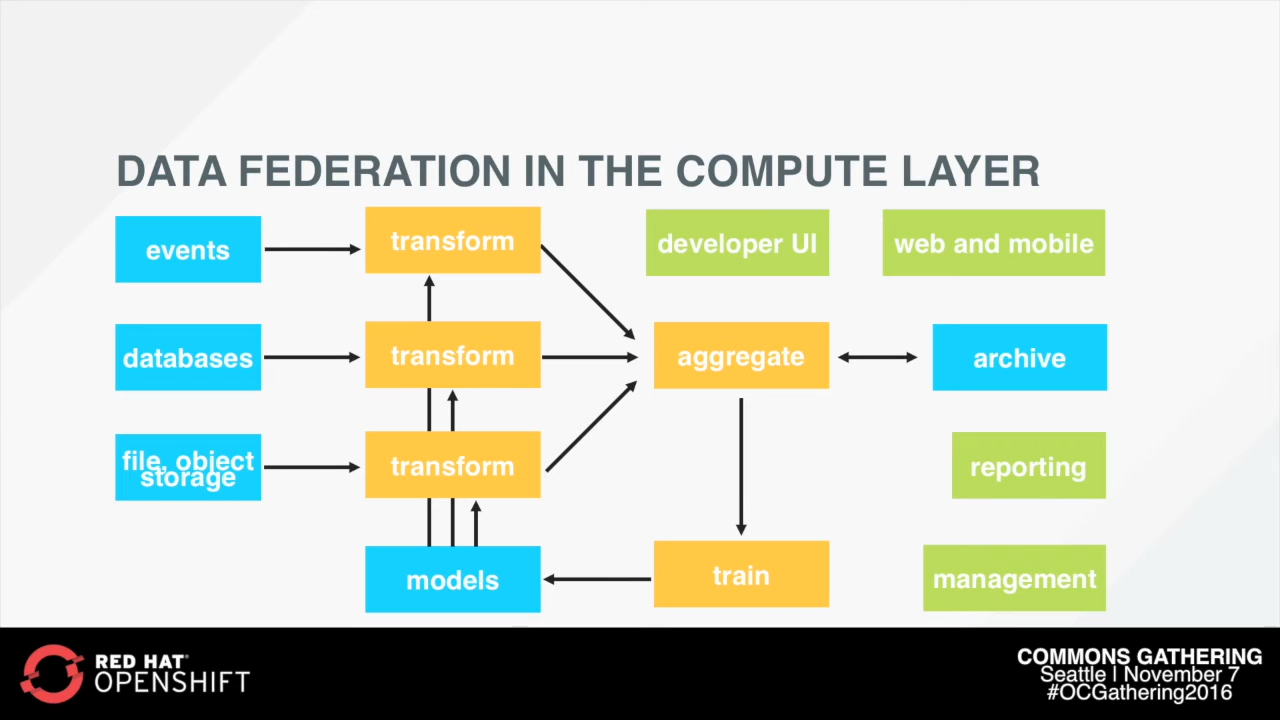 DATA FEDERATION IN THE COMPUTE LAYER
events
transform
developer UI
web and mobile
databases
transform
aggregate
archive
file, object
storage
transform
reporting
models
train
management
RED HAT®
OPENSHIFT
COMMONS GATHERING
Seattle | November 7
#OCGathering2016